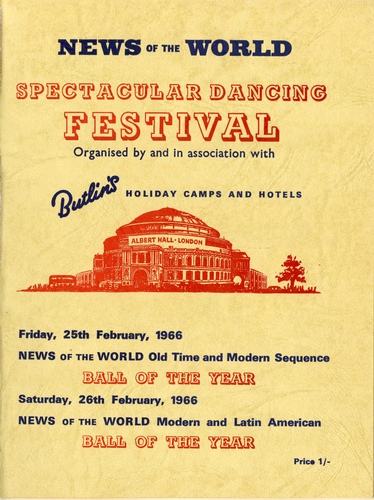 NEWS OF THE WORLD
SPECTACULAR DANCING
FESTIVAL
Organised by and in association with
Butlin's HOLIDAY CAMPS AND HOTELS
ALBERT HALL · LONDON
Friday, 25th February, 1966
NEWS OF THE WORLD Old Time and Modern Sequence
BALL OF THE YEAR
Saturday, 26th February, 1966
NEWS OF THE WORLD Modern and Latin American
BALL OF THE YEAR
Price 1/-